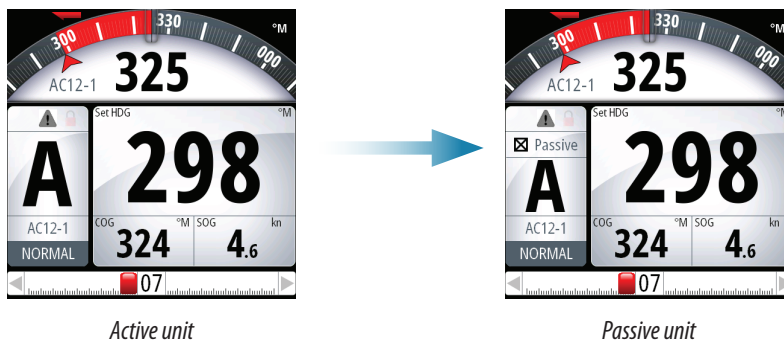 300 330 000 °M
AC12-1 325
Set HDG °M
A 298
AC12-1
NORMAL
COG °M SOG kn
324 4.6
07
Active unit
300 330 000 °M
AC12-1 325
Set HDG °M
Passive
A 298
AC12-1
NORMAL
COG °M SOG kn
324 4.6
07
Passive unit